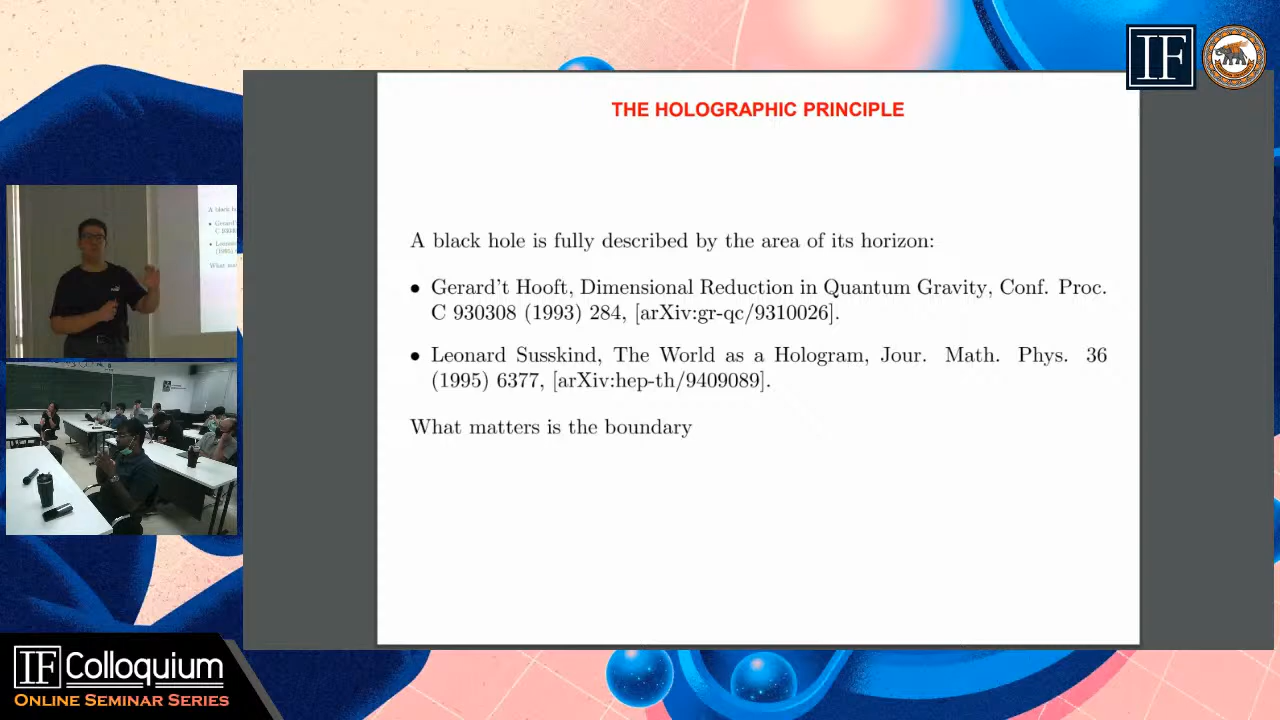 IF
THE HOLOGRAPHIC PRINCIPLE
A black hole is fully described by the area of its horizon:
• Gerard't Hooft, Dimensional Reduction in Quantum Gravity, Conf. Proc.
C 930308 (1993) 284, [arXiv:gr-qc/9310026].
• Leonard Susskind, The World as a Hologram, Jour. Math. Phys. 36
(1995) 6377, [arXiv:hep-th/9409089].
What matters is the boundary
IF Colloquium
ONLINE SEMINAR SERIES